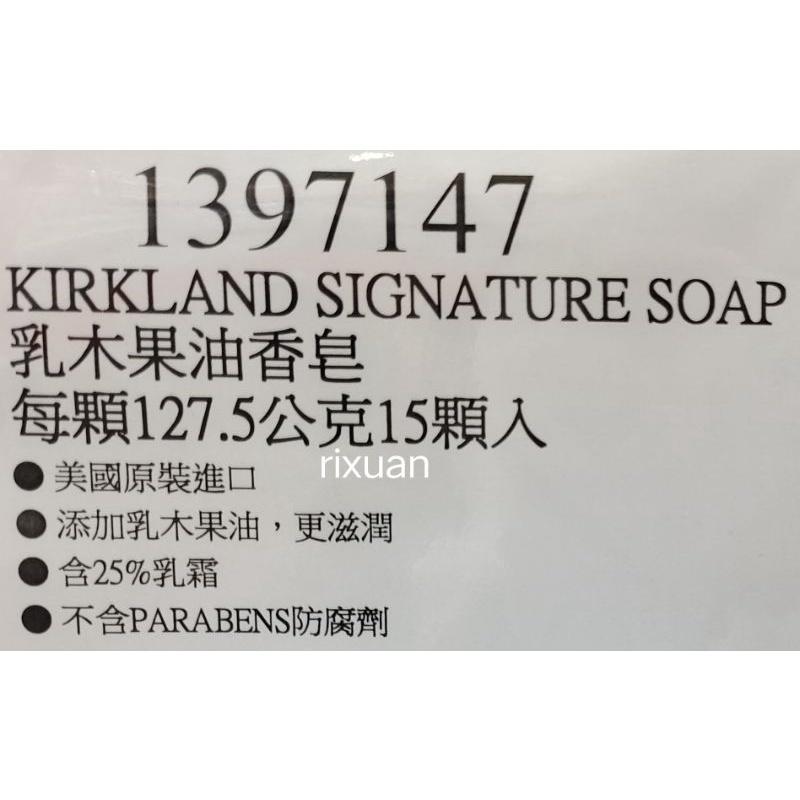 1397147
KIRKLAND SIGNATURE SOAP
乳木果油香皂
每顆127.5公克15顆入
rixuan
● 美國原裝進口
● 添加乳木果油，更滋潤
● 含25%乳霜
● 不含PARABENS防腐劑